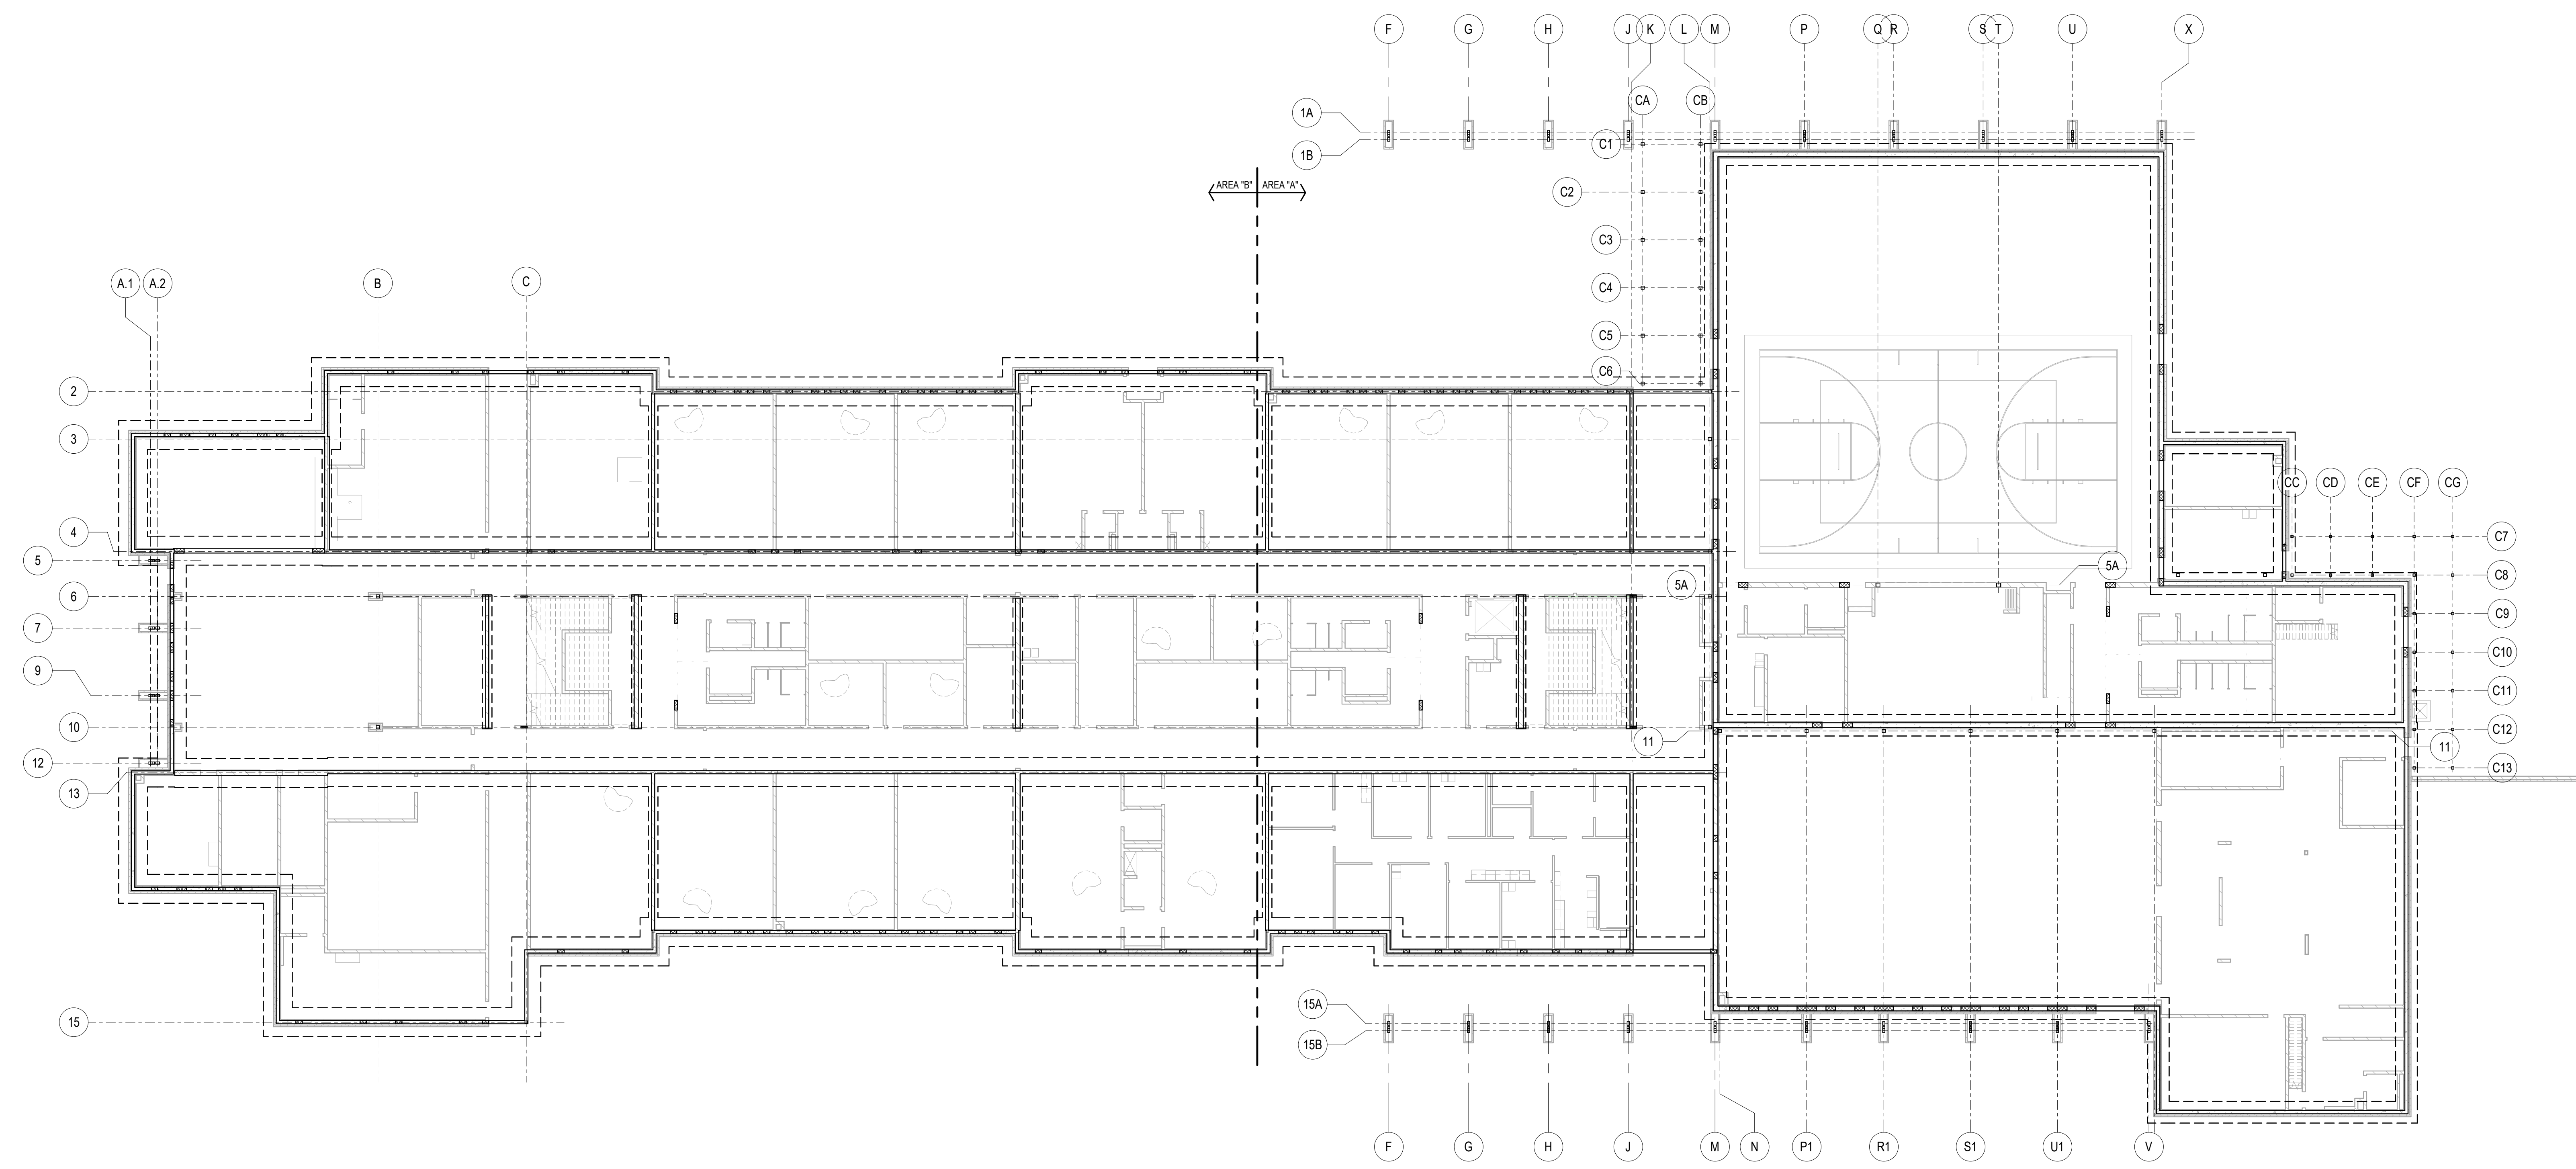 F G H J K L M P Q R S T U X
CA CB
1A
1B
C1
AREA "B" AREA "A"
C2
C3
A.1 A.2 B C
C4
C5
C6
2
3
CC CD CE CF CG
4
C7
5
5A
5A
C8
6
C9
7
C10
9
C11
10
C12
11
11
12
C13
13
15A
15
15B
F G H J M N P1 R1 S1 U1 V